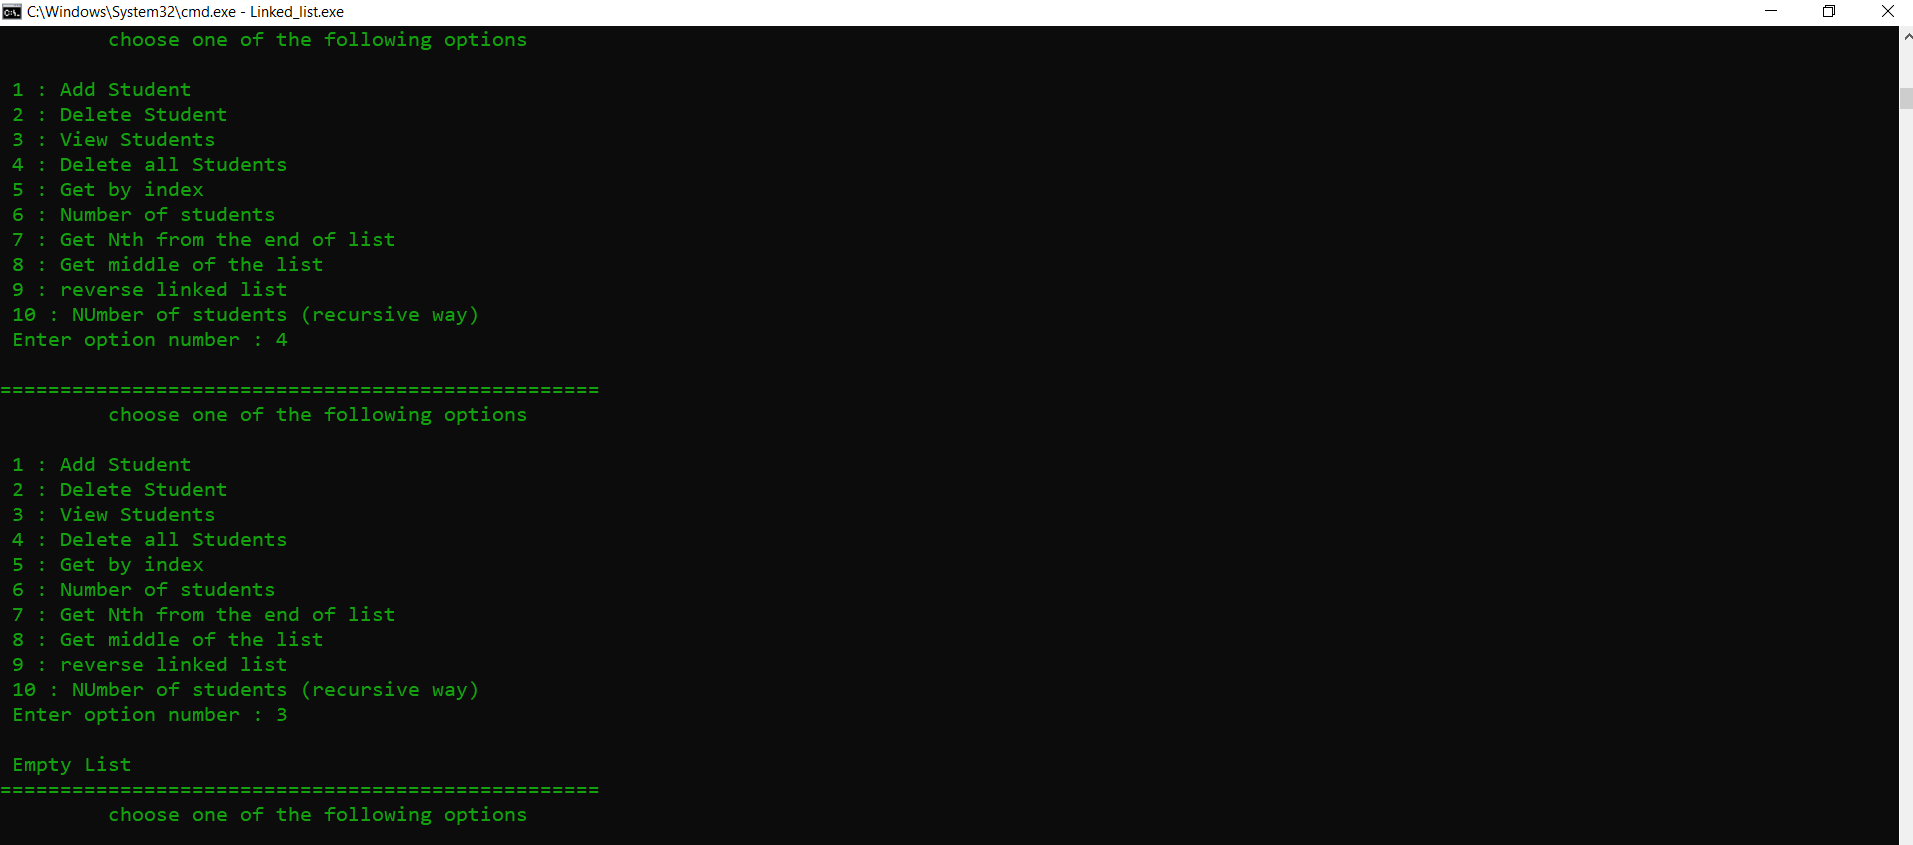 C:\Windows\System32\cmd.exe - Linked_list.exe
choose one of the following options
1 : Add Student
2 : Delete Student
3 : View Students
4 : Delete all Students
5 : Get by index
6 : Number of students
7 : Get Nth from the end of list
8 : Get middle of the list
9 : reverse linked list
10 : NUmber of students (recursive way)
Enter option number : 4
==================================================
choose one of the following options
1 : Add Student
2 : Delete Student
3 : View Students
4 : Delete all Students
5 : Get by index
6 : Number of students
7 : Get Nth from the end of list
8 : Get middle of the list
9 : reverse linked list
10 : NUmber of students (recursive way)
Enter option number : 3
Empty List
==================================================
choose one of the following options